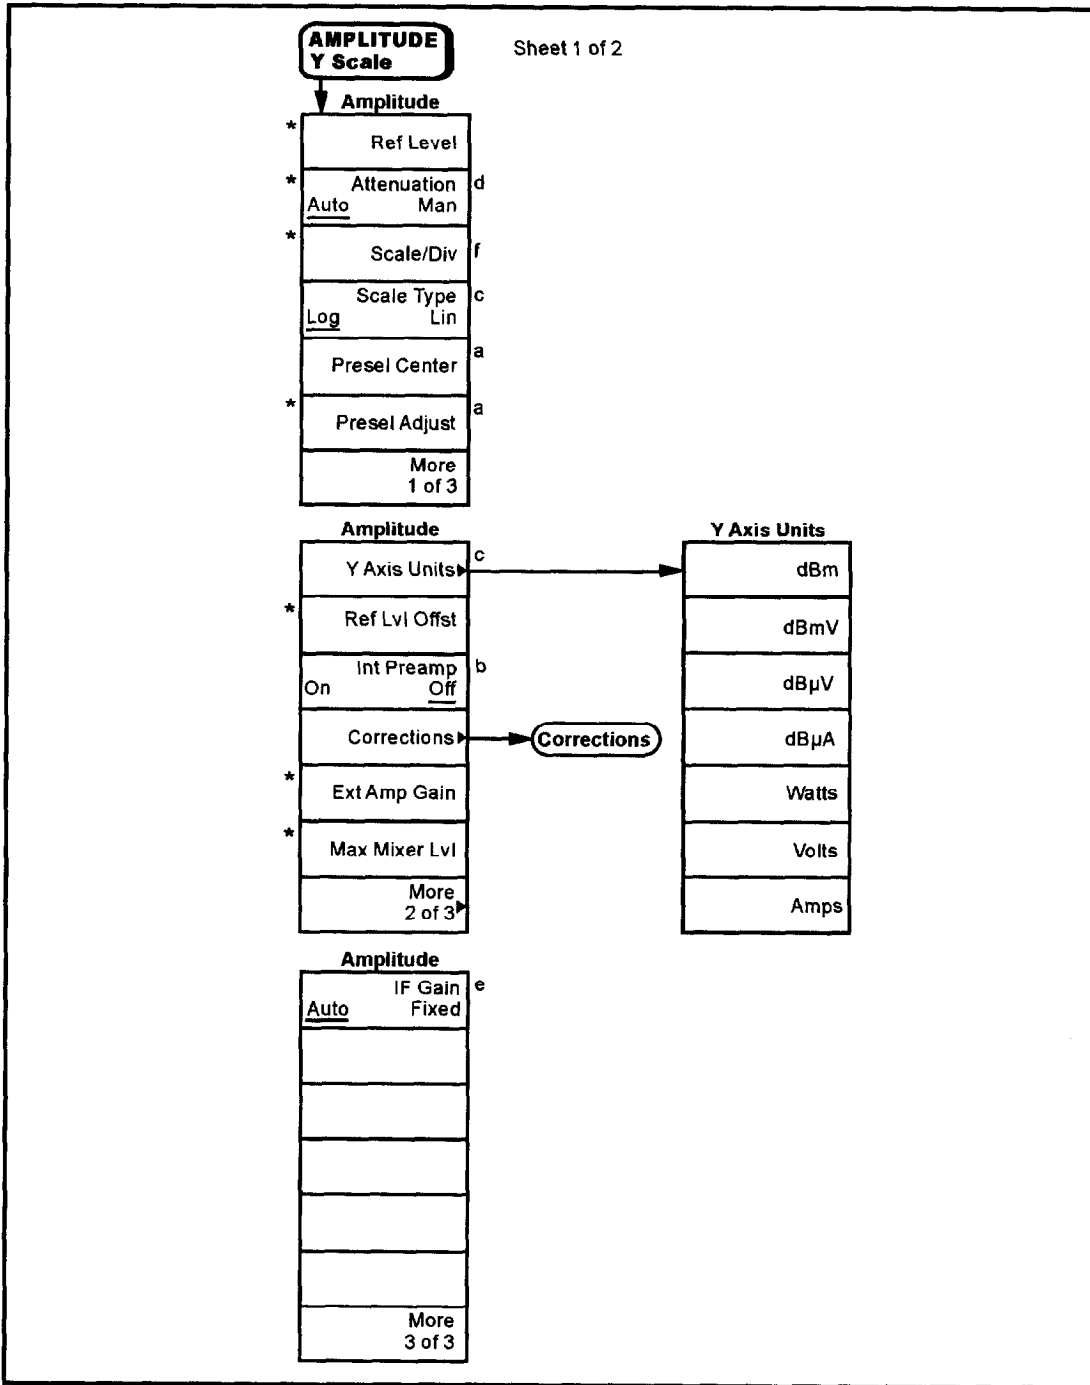 AMPLITUDE
Y Scale
Sheet 1 of 2
Amplitude
* Ref Level
* Attenuation d
Auto Man
* Scale/Div f
Scale Type c
Log Lin
Presel Center a
* Presel Adjust a
More
1 of 3
Amplitude
Y Axis Units c
* Ref Lvl Offst
Int Preamp b
On Off
Corrections
Corrections
* Ext Amp Gain
* Max Mixer Lvl
More
2 of 3
Y Axis Units
dBm
dBmV
dBµV
dBµA
Watts
Volts
Amps
Amplitude
IF Gain e
Auto Fixed
More
3 of 3